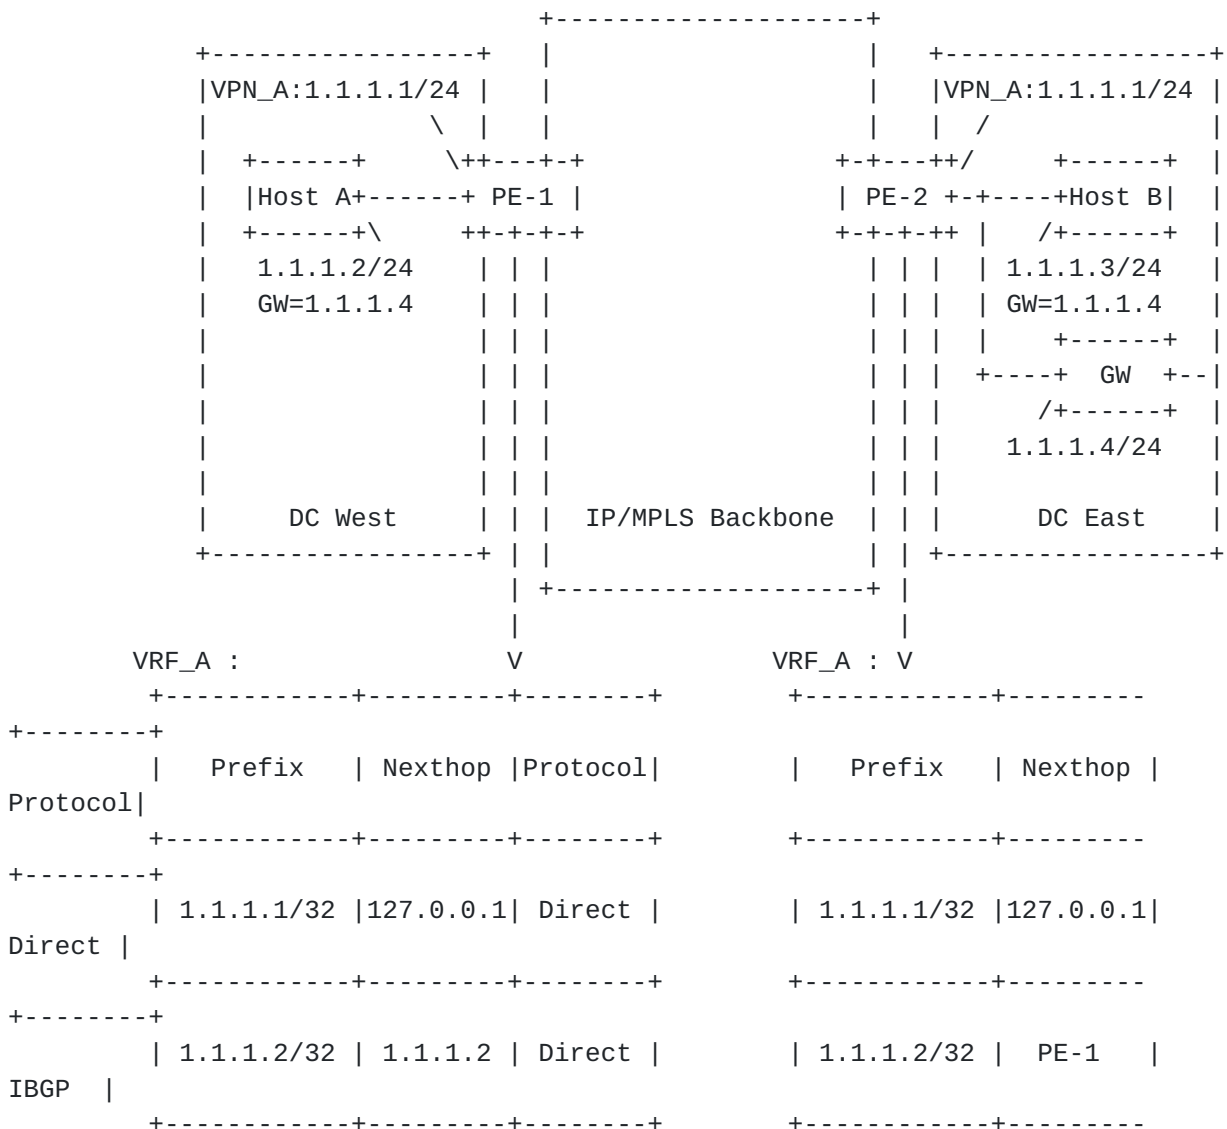 +--------------------+
             +-----------------+   |                    |   +-----------------+
             |VPN_A:1.1.1.1/24 |   |                    |   |VPN_A:1.1.1.1/24 |
             |              \  |   |                    |   |  /              |
             |  +------+     \++---+-+                +-+---++/     +------+  |
             |  |Host A+------+ PE-1 |                | PE-2 +-+----+Host B|  |
             |  +------+\     ++-+-+-+                +-+-+-++ |   /+------+  |
             |   1.1.1.2/24    | | |                    | | |  | 1.1.1.3/24   |
             |   GW=1.1.1.4    | | |                    | | |  | GW=1.1.1.4   |
             |                 | | |                    | | |  |    +------+  |
             |                 | | |                    | | |  +----+  GW  +--|
             |                 | | |                    | | |      /+------+  |
             |                 | | |                    | | |    1.1.1.4/24   |
             |                 | | |                    | | |                 |
             |     DC West     | | |  IP/MPLS Backbone  | | |      DC East    |
             +-----------------+ | |                    | | +-----------------+
                                 | +--------------------+ |
                                 |                        |
        VRF_A :                  V                VRF_A : V
          +------------+---------+--------+        +------------+---------
+--------+
          |   Prefix   | Nexthop |Protocol|        |   Prefix   | Nexthop |
Protocol|
          +------------+---------+--------+        +------------+---------
+--------+
          | 1.1.1.1/32 |127.0.0.1| Direct |        | 1.1.1.1/32 |127.0.0.1|
Direct |
          +------------+---------+--------+        +------------+---------
+--------+
          | 1.1.1.2/32 | 1.1.1.2 | Direct |        | 1.1.1.2/32 |  PE-1   |
IBGP  |
          +------------+---------+--------+        +------------+---------